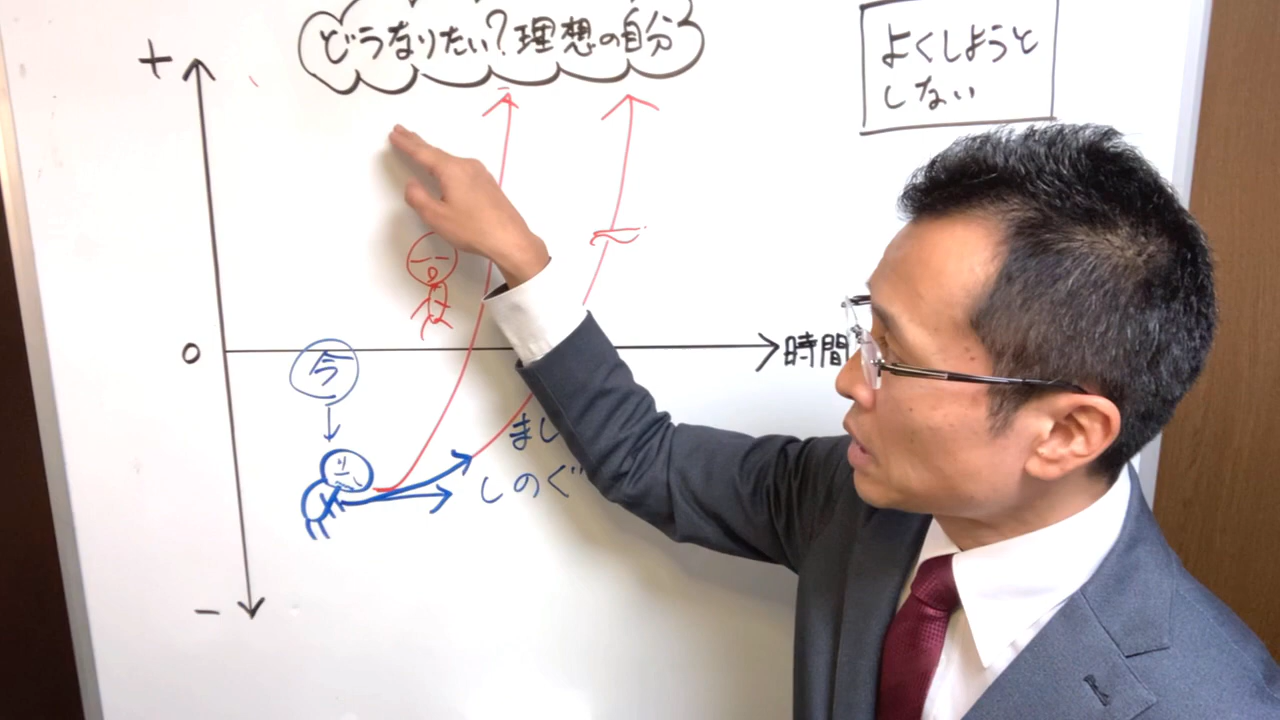 どうなりたい?理想の自分
よくしようと
しない
+
0
今
時間
まし
しのぐ
-